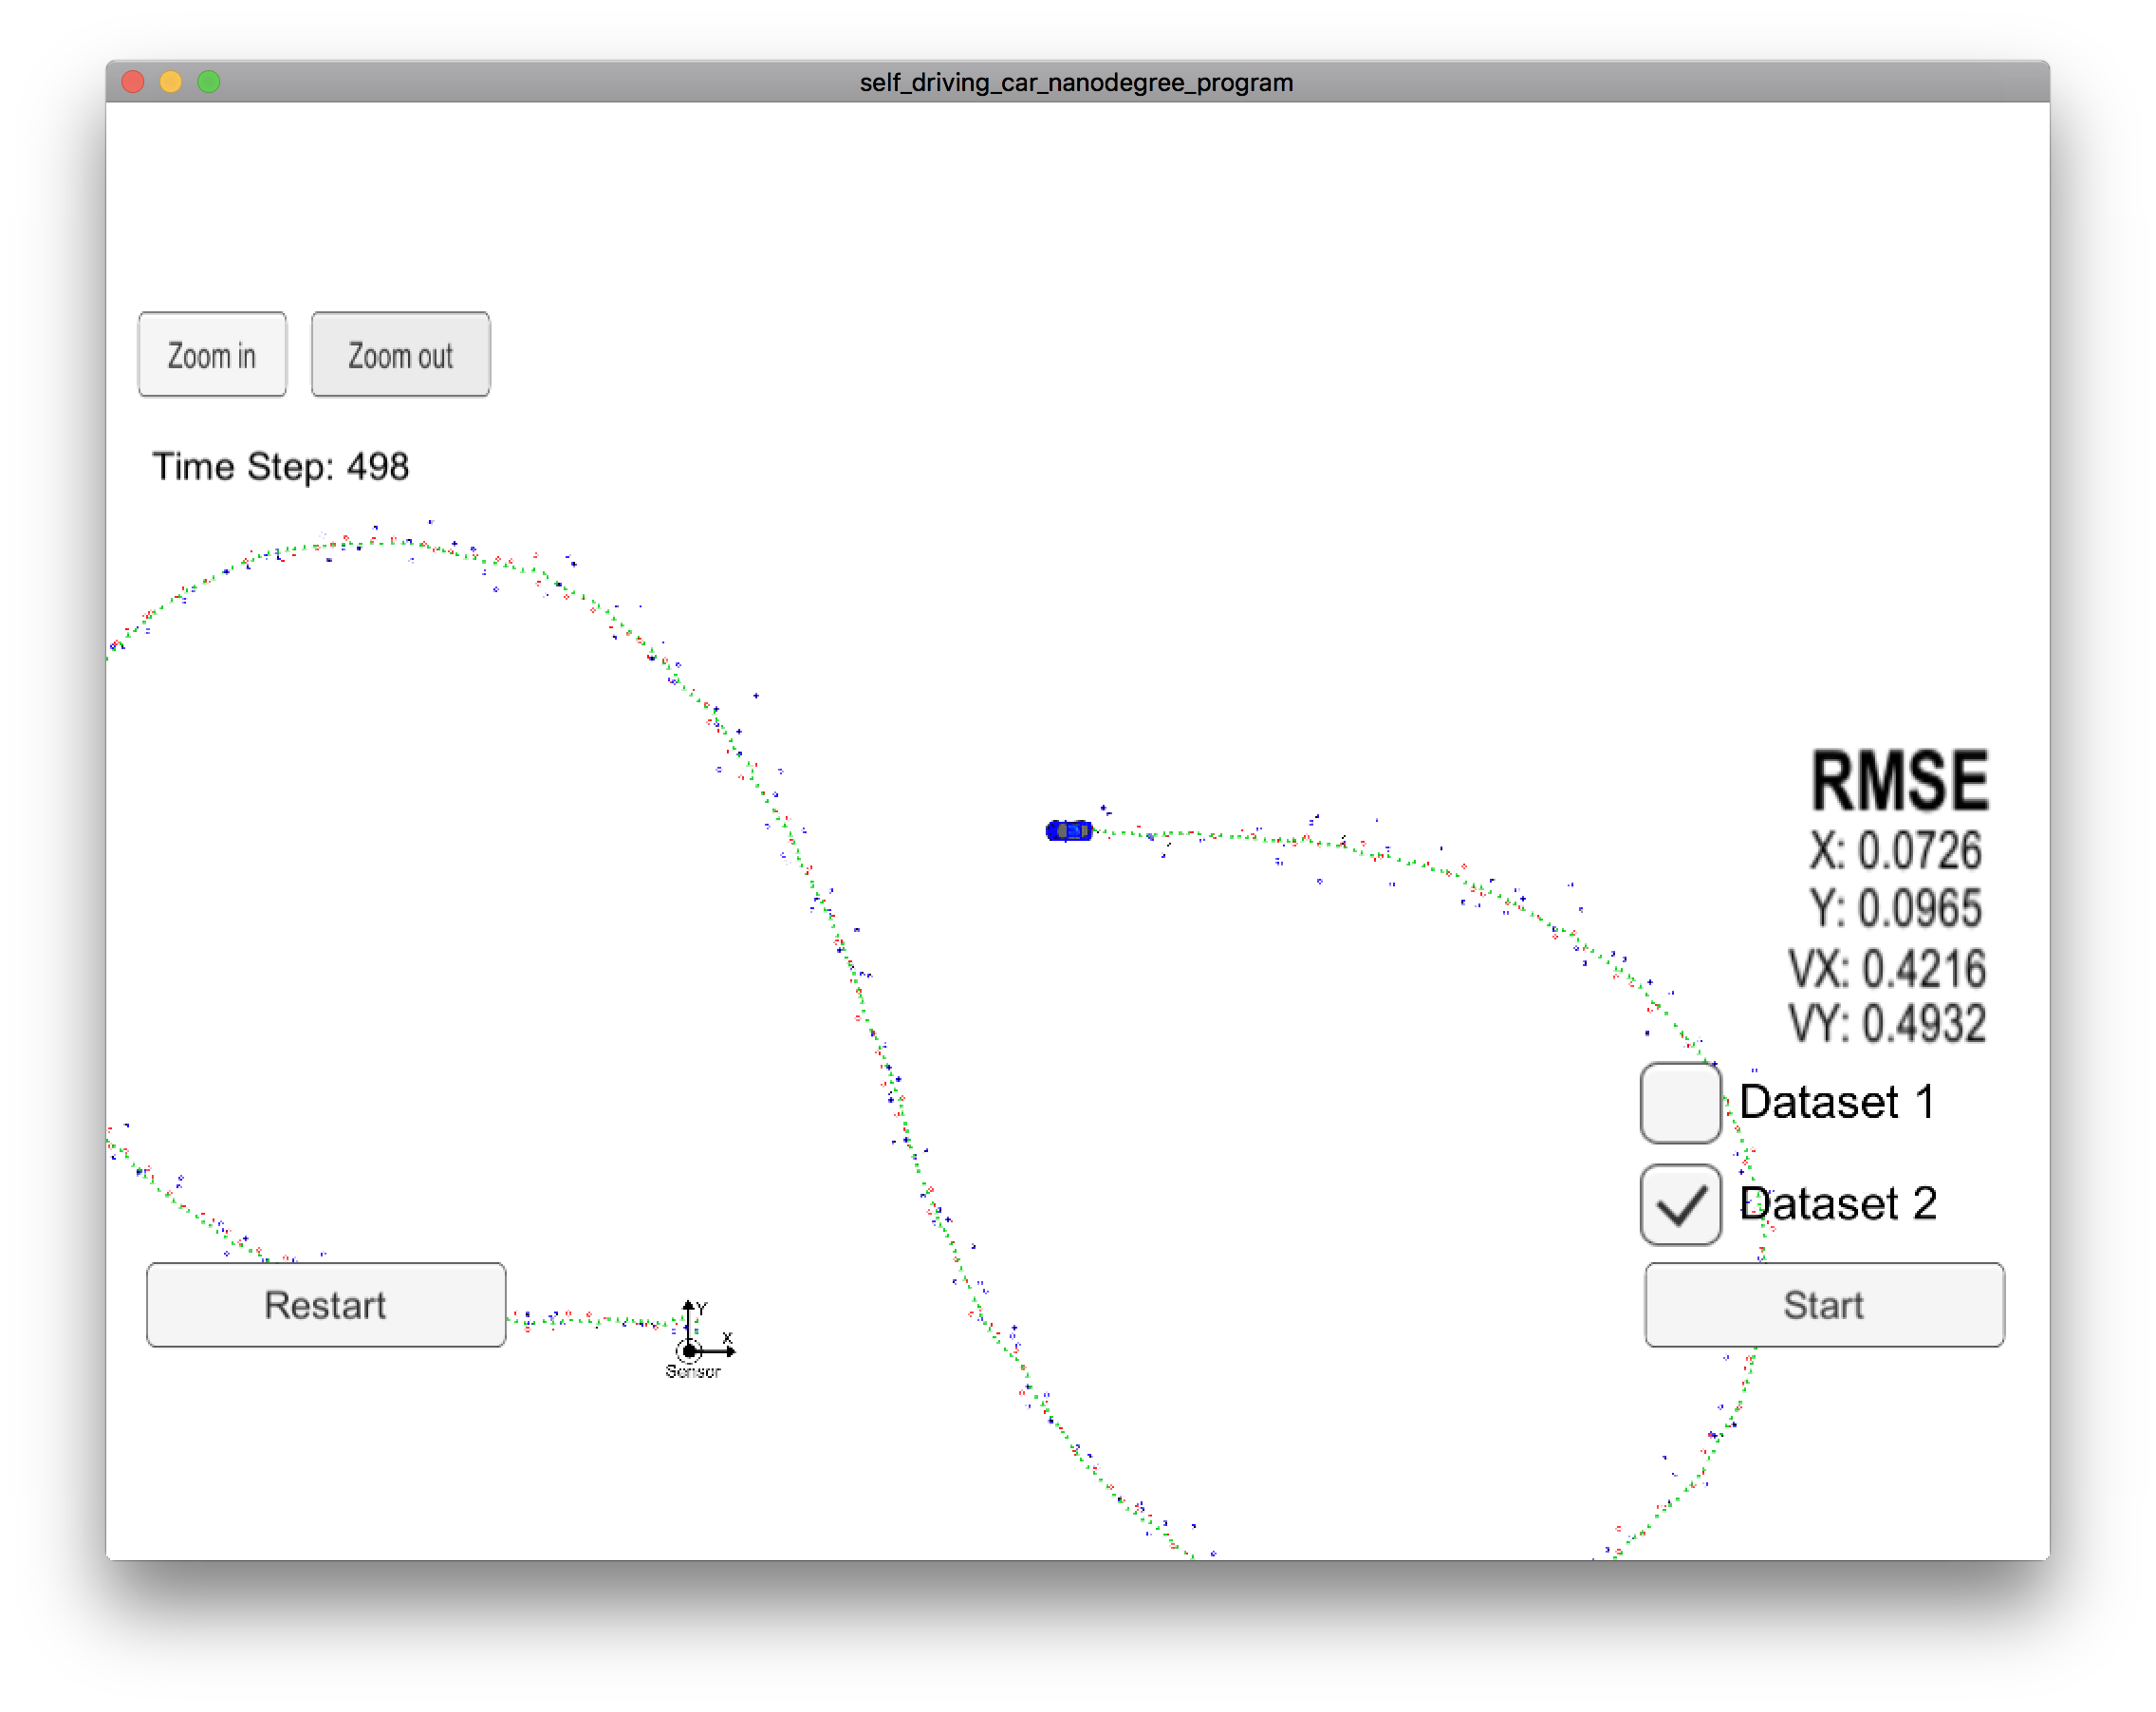 self_driving_car_nanodegree_program
Zoom in
Zoom out
Time Step: 498
RMSE
X: 0.0726
Y: 0.0965
VX: 0.4216
VY: 0.4932
Dataset 1
Dataset 2
Restart
Y
X
Sensor
Start